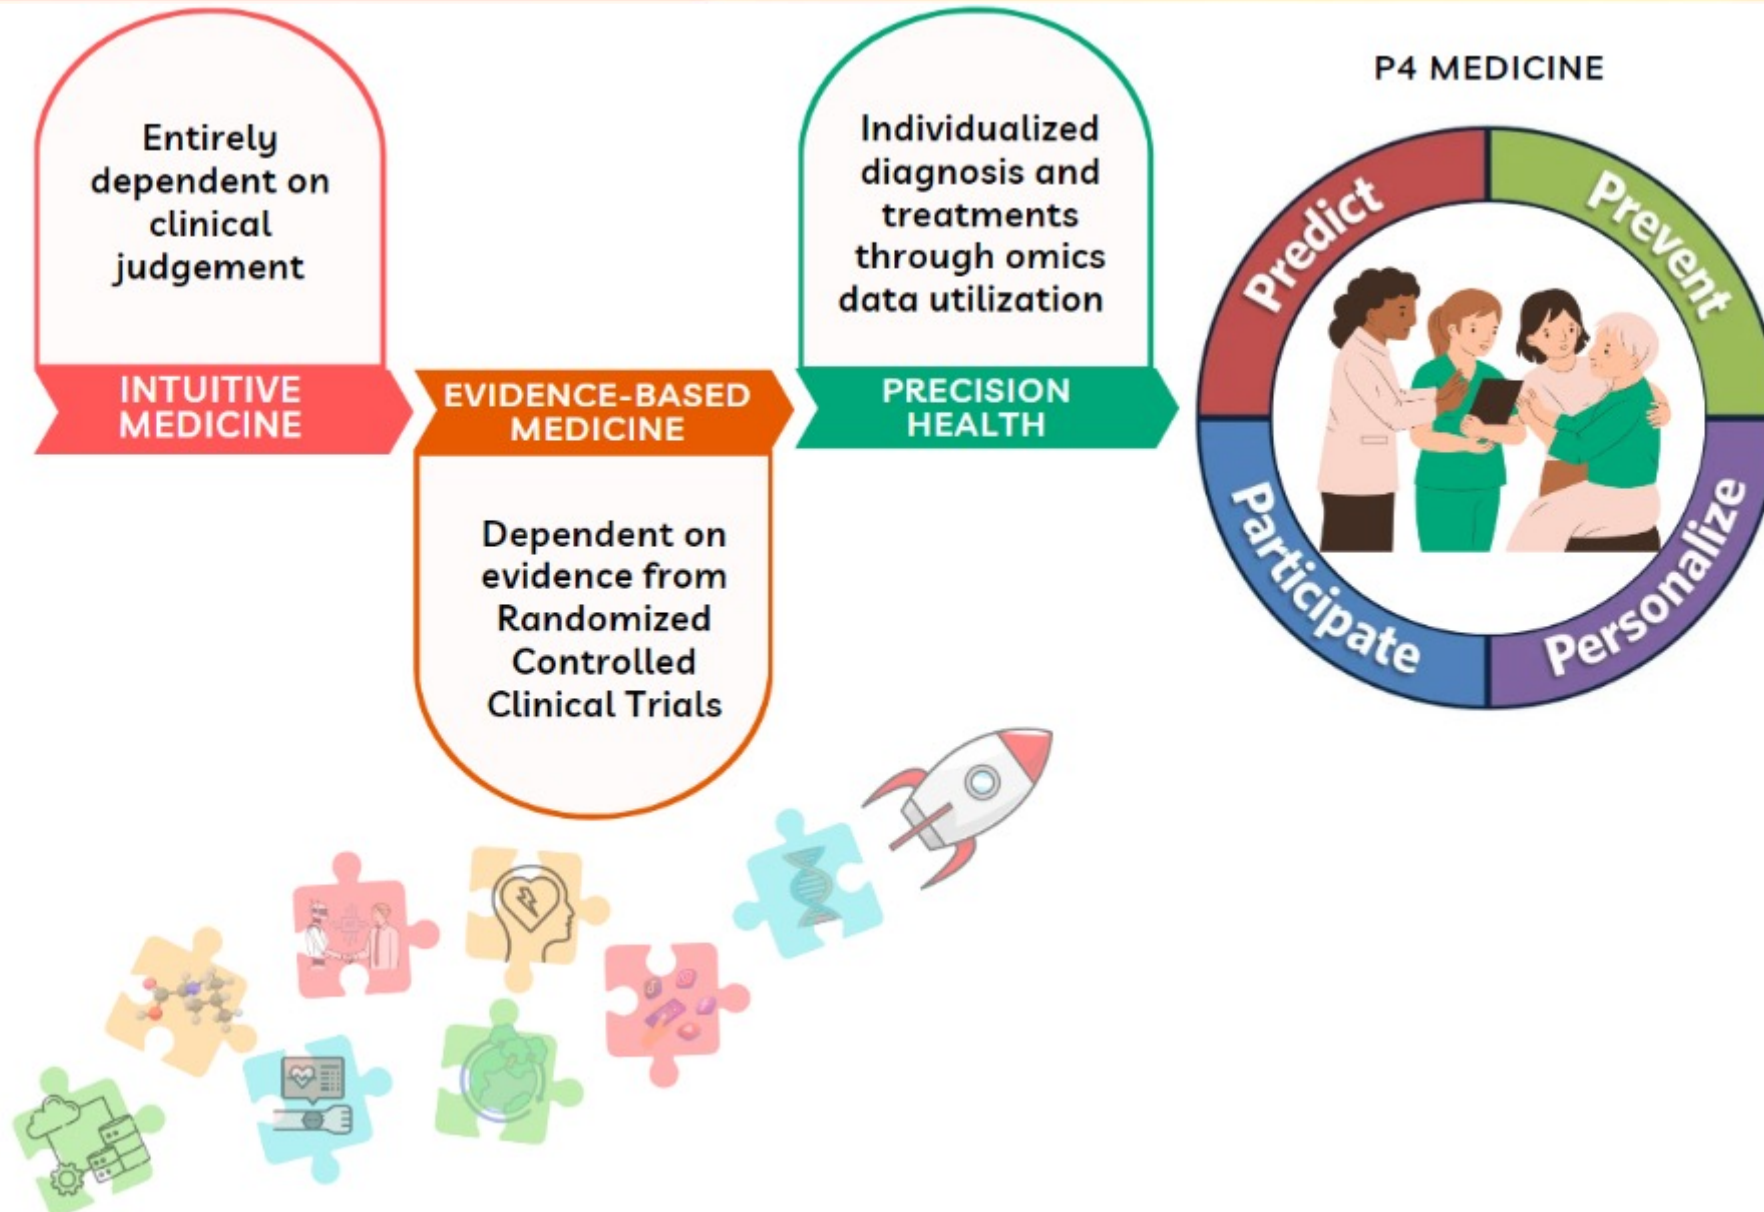 Entirely
dependent on
clinical
judgement
INTUITIVE
MEDICINE
EVIDENCE-BASED
MEDICINE
Dependent on
evidence from
Randomized
Controlled
Clinical Trials
Individualized
diagnosis and
treatments
through omics
data utilization
PRECISION
HEALTH
P4 MEDICINE
Predict
Prevent
Participate
Personalize